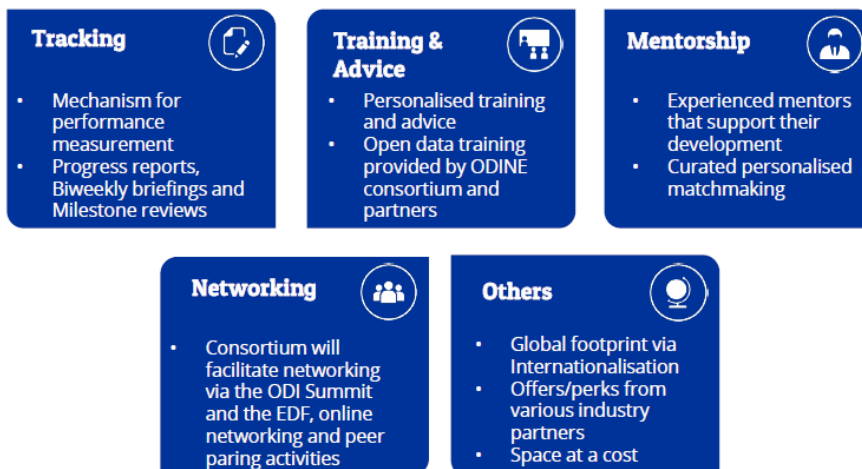 Tracking
• Mechanism for
performance
measurement
• Progress reports,
Biweekly briefings and
Milestone reviews
Training &
Advice
• Personalised training
and advice
• Open data training
provided by ODINE
consortium and
partners
Mentorship
• Experienced mentors
that support their
development
• Curated personalised
matchmaking
Networking
• Consortium will
facilitate networking
via the ODI Summit
and the EDF, online
networking and peer
paring activities
Others
• Global footprint via
Internationalisation
• Offers/perks from
various industry
partners
• Space at a cost